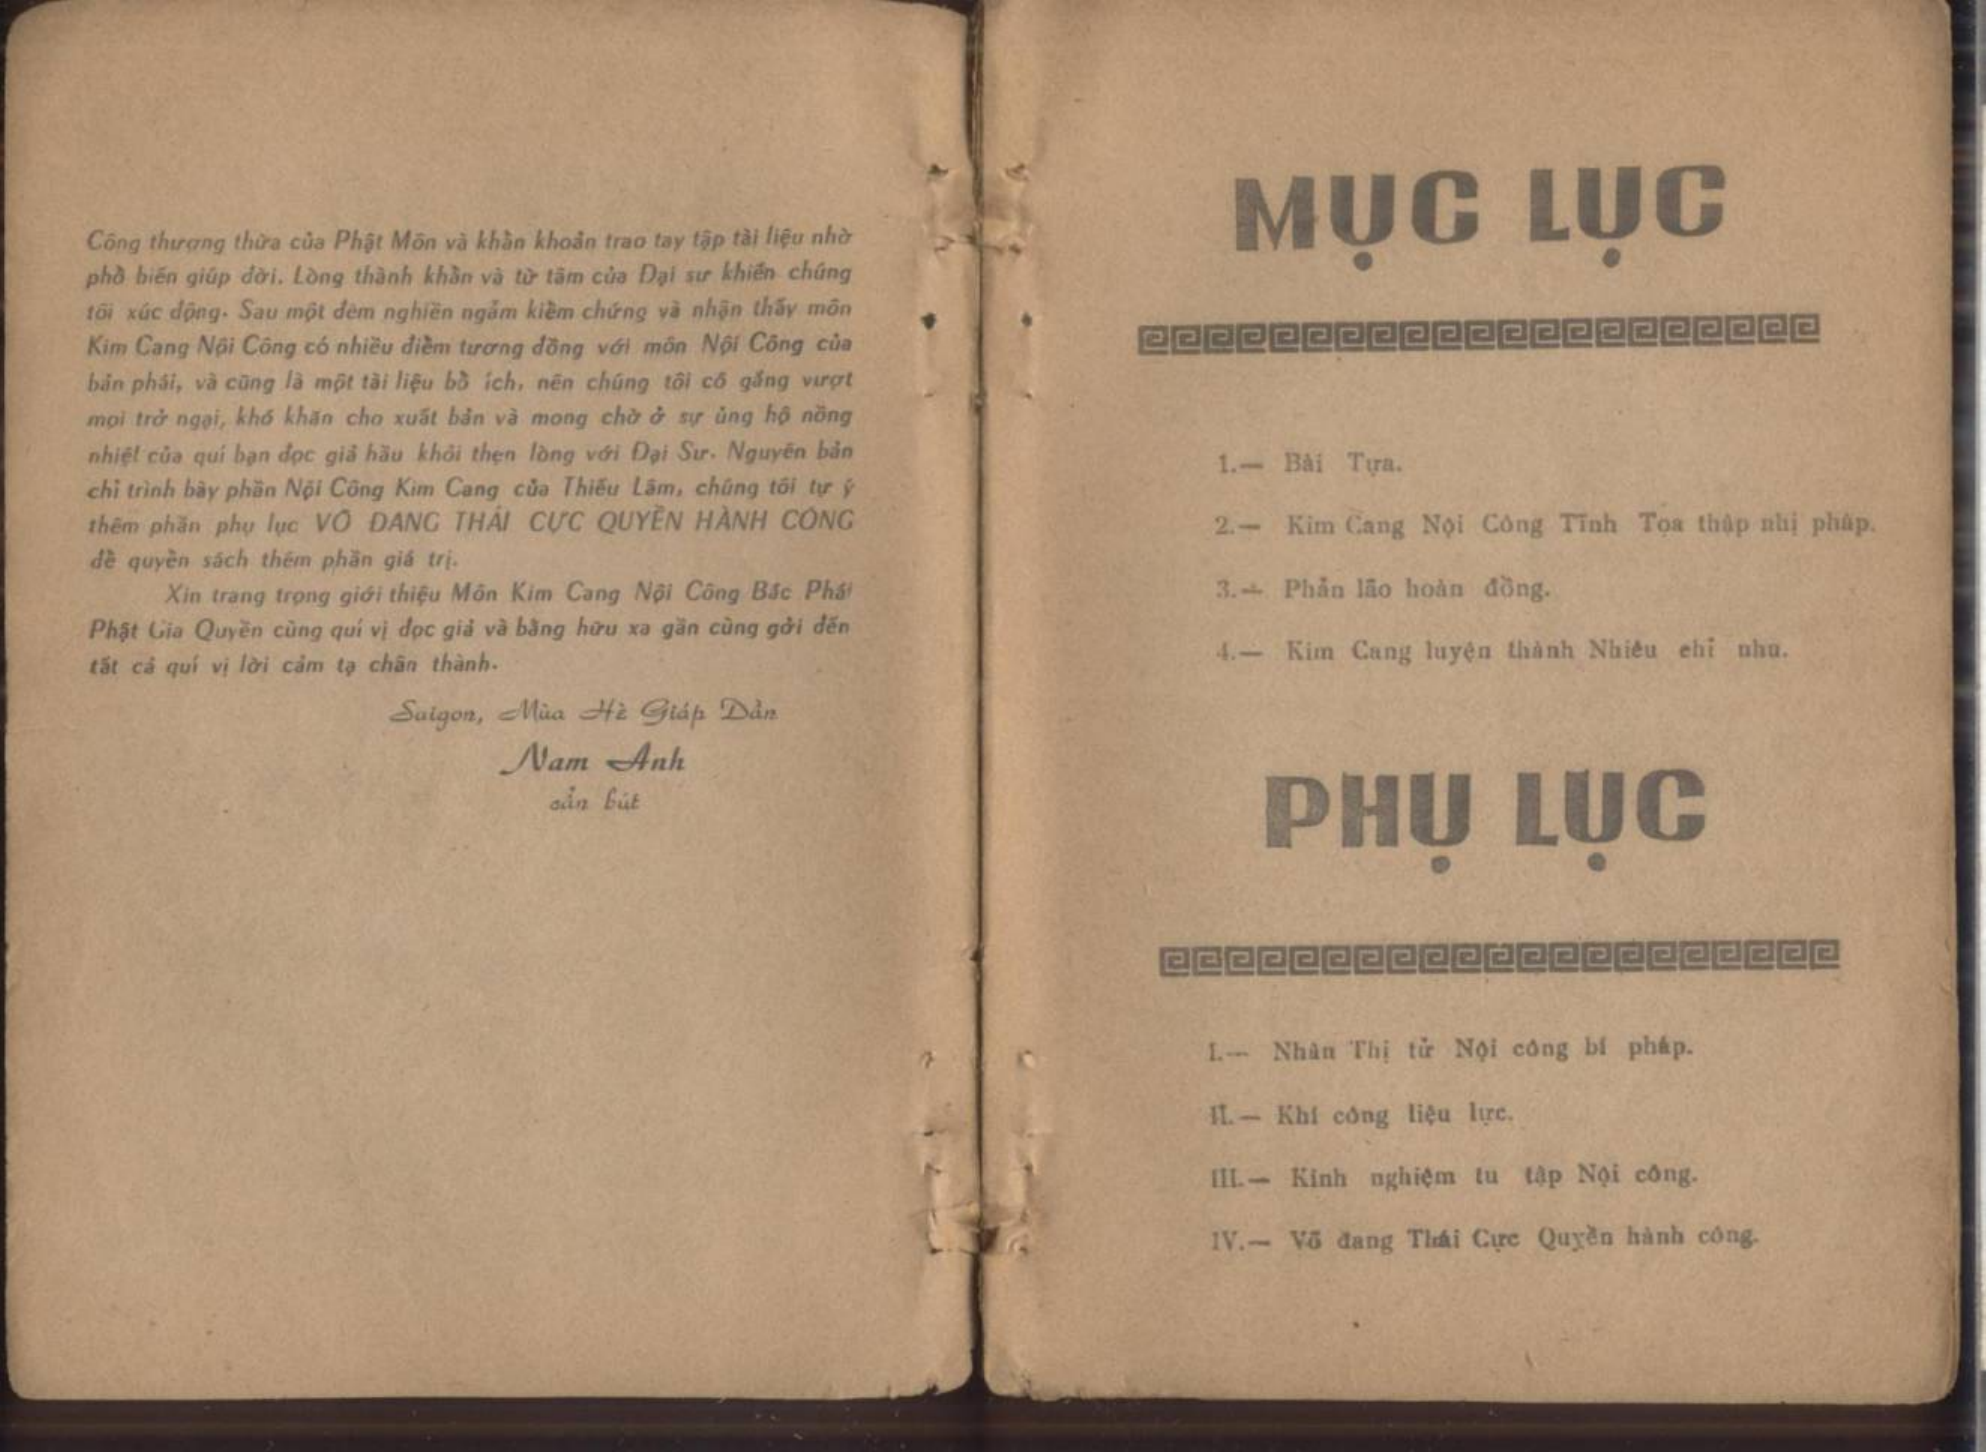 Công thượng thừa của Phật Môn và khẩn khoản trao tay tập tài liệu nhờ
phổ biến giúp đời. Lòng thành khẩn và từ tâm của Đại sư khiến chúng
tôi xúc động. Sau một đêm nghiền ngẫm kiểm chứng và nhận thấy môn
Kim Cang Nội Công có nhiều điểm tương đồng với môn Nội Công của
bản phái, và cũng là một tài liệu bổ ích, nên chúng tôi cố gắng vượt
mọi trở ngại, khó khăn cho xuất bản và mong chờ ở sự ủng hộ nồng
nhiệt của quí bạn đọc giả hầu khỏi thẹn lòng với Đại Sư. Nguyên bản
chỉ trình bày phần Nội Công Kim Cang của Thiếu Lâm, chúng tôi tự ý
thêm phần phụ lục VÕ ĐANG THÁI CỰC QUYỀN HÀNH CÔNG
để quyển sách thêm phần giá trị.
Xin trang trọng giới thiệu Môn Kim Cang Nội Công Bắc Phái
Phật Gia Quyền cùng quí vị đọc giả và bằng hữu xa gần cùng gởi đến
tất cả quí vị lời cảm tạ chân thành.
Saigon, Mùa Hè Giáp Dần
Nam Anh
cẩn bút
MỤC LỤC
1.— Bài Tựa.
2.— Kim Cang Nội Công Tĩnh Tọa thập nhị pháp.
3.— Phản lão hoàn đồng.
4.— Kim Cang luyện thành Nhiễu chỉ nhu.
PHỤ LỤC
I.— Nhân Thị tử Nội công bí pháp.
II.— Khí công liệu lực.
III.— Kinh nghiệm tu tập Nội công.
IV.— Võ đang Thái Cực Quyền hành công.